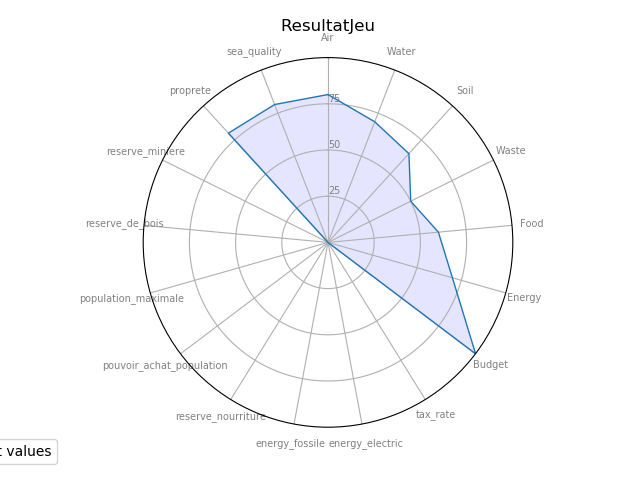 ResultatJeu
Air
sea_quality
Water
proprete
Soil
75
reserve_miniere
Waste
50
25
reserve_de_bois
Food
population_maximale
Energy
pouvoir_achat_population
Budget
reserve_nourriture
tax_rate
energy_fossile
energy_electric
values